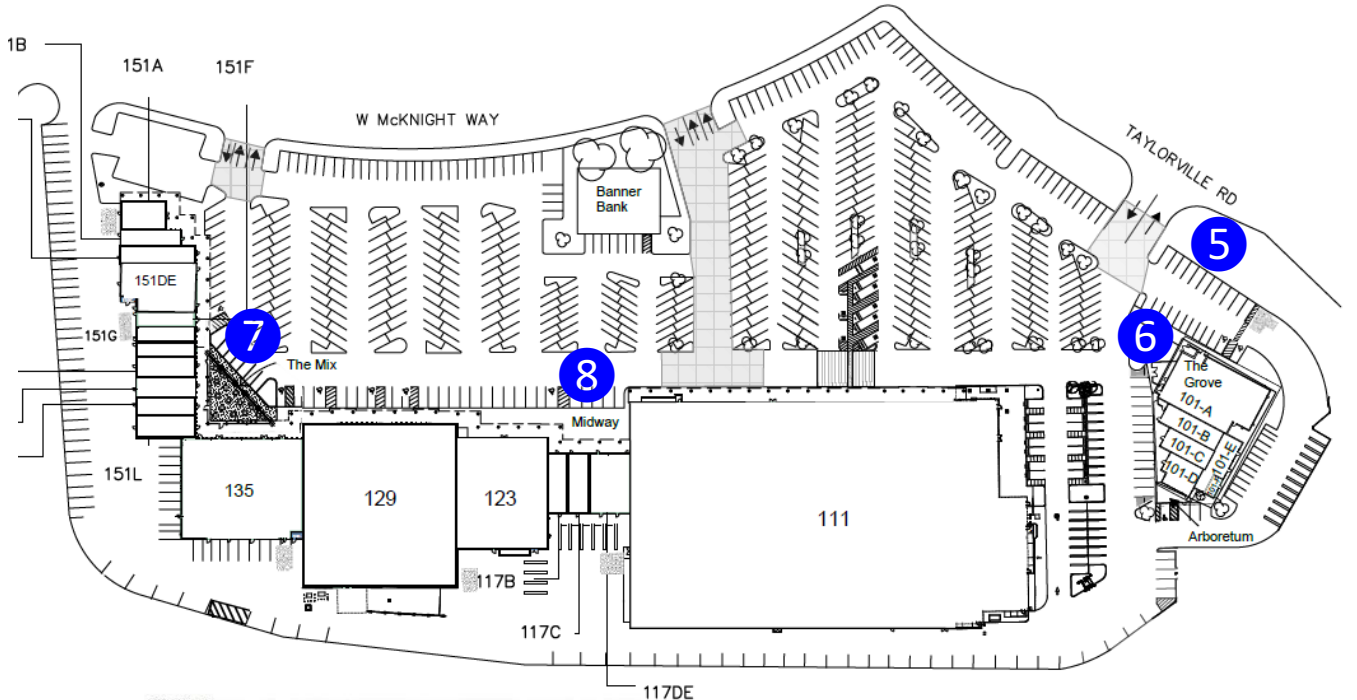 1B
151A
151F
W McKNIGHT WAY
TAYLORVILLE RD
Banner
Bank
5
151DE
151G
7
The Mix
8
Midway
6
The
Grove
101-A
101-B
101-C
101-D
101-E
Arboretum
151L
135
129
123
111
117B
117C
117DE